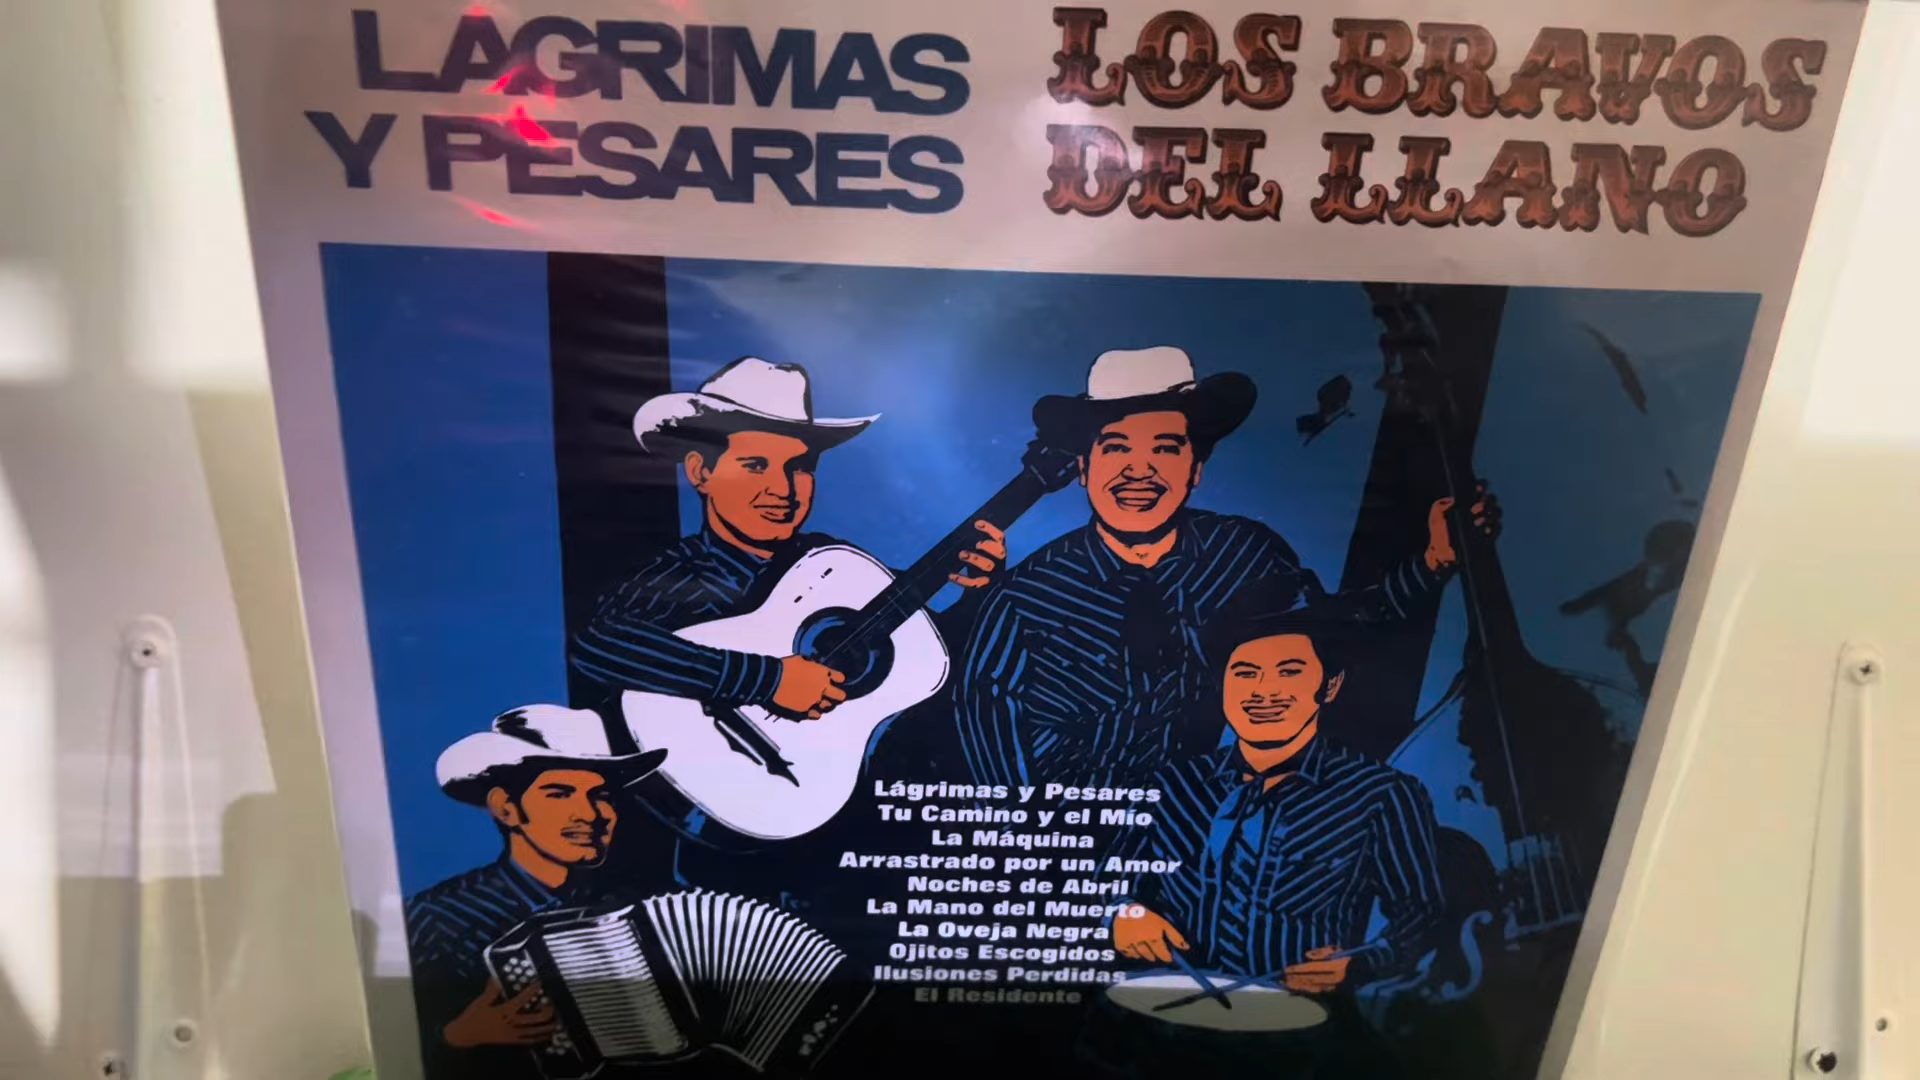 LAGRIMAS
Y PESARES
LOS BRAVOS
DEL LLANO
Lágrimas y Pesares
Tu Camino y el Mío
La Máquina
Arrastrado por un Amor
Noches de Abril
La Mano del Muerto
La Oveja Negra
Ojitos Escogidos
Ilusiones Perdidas
El Residente